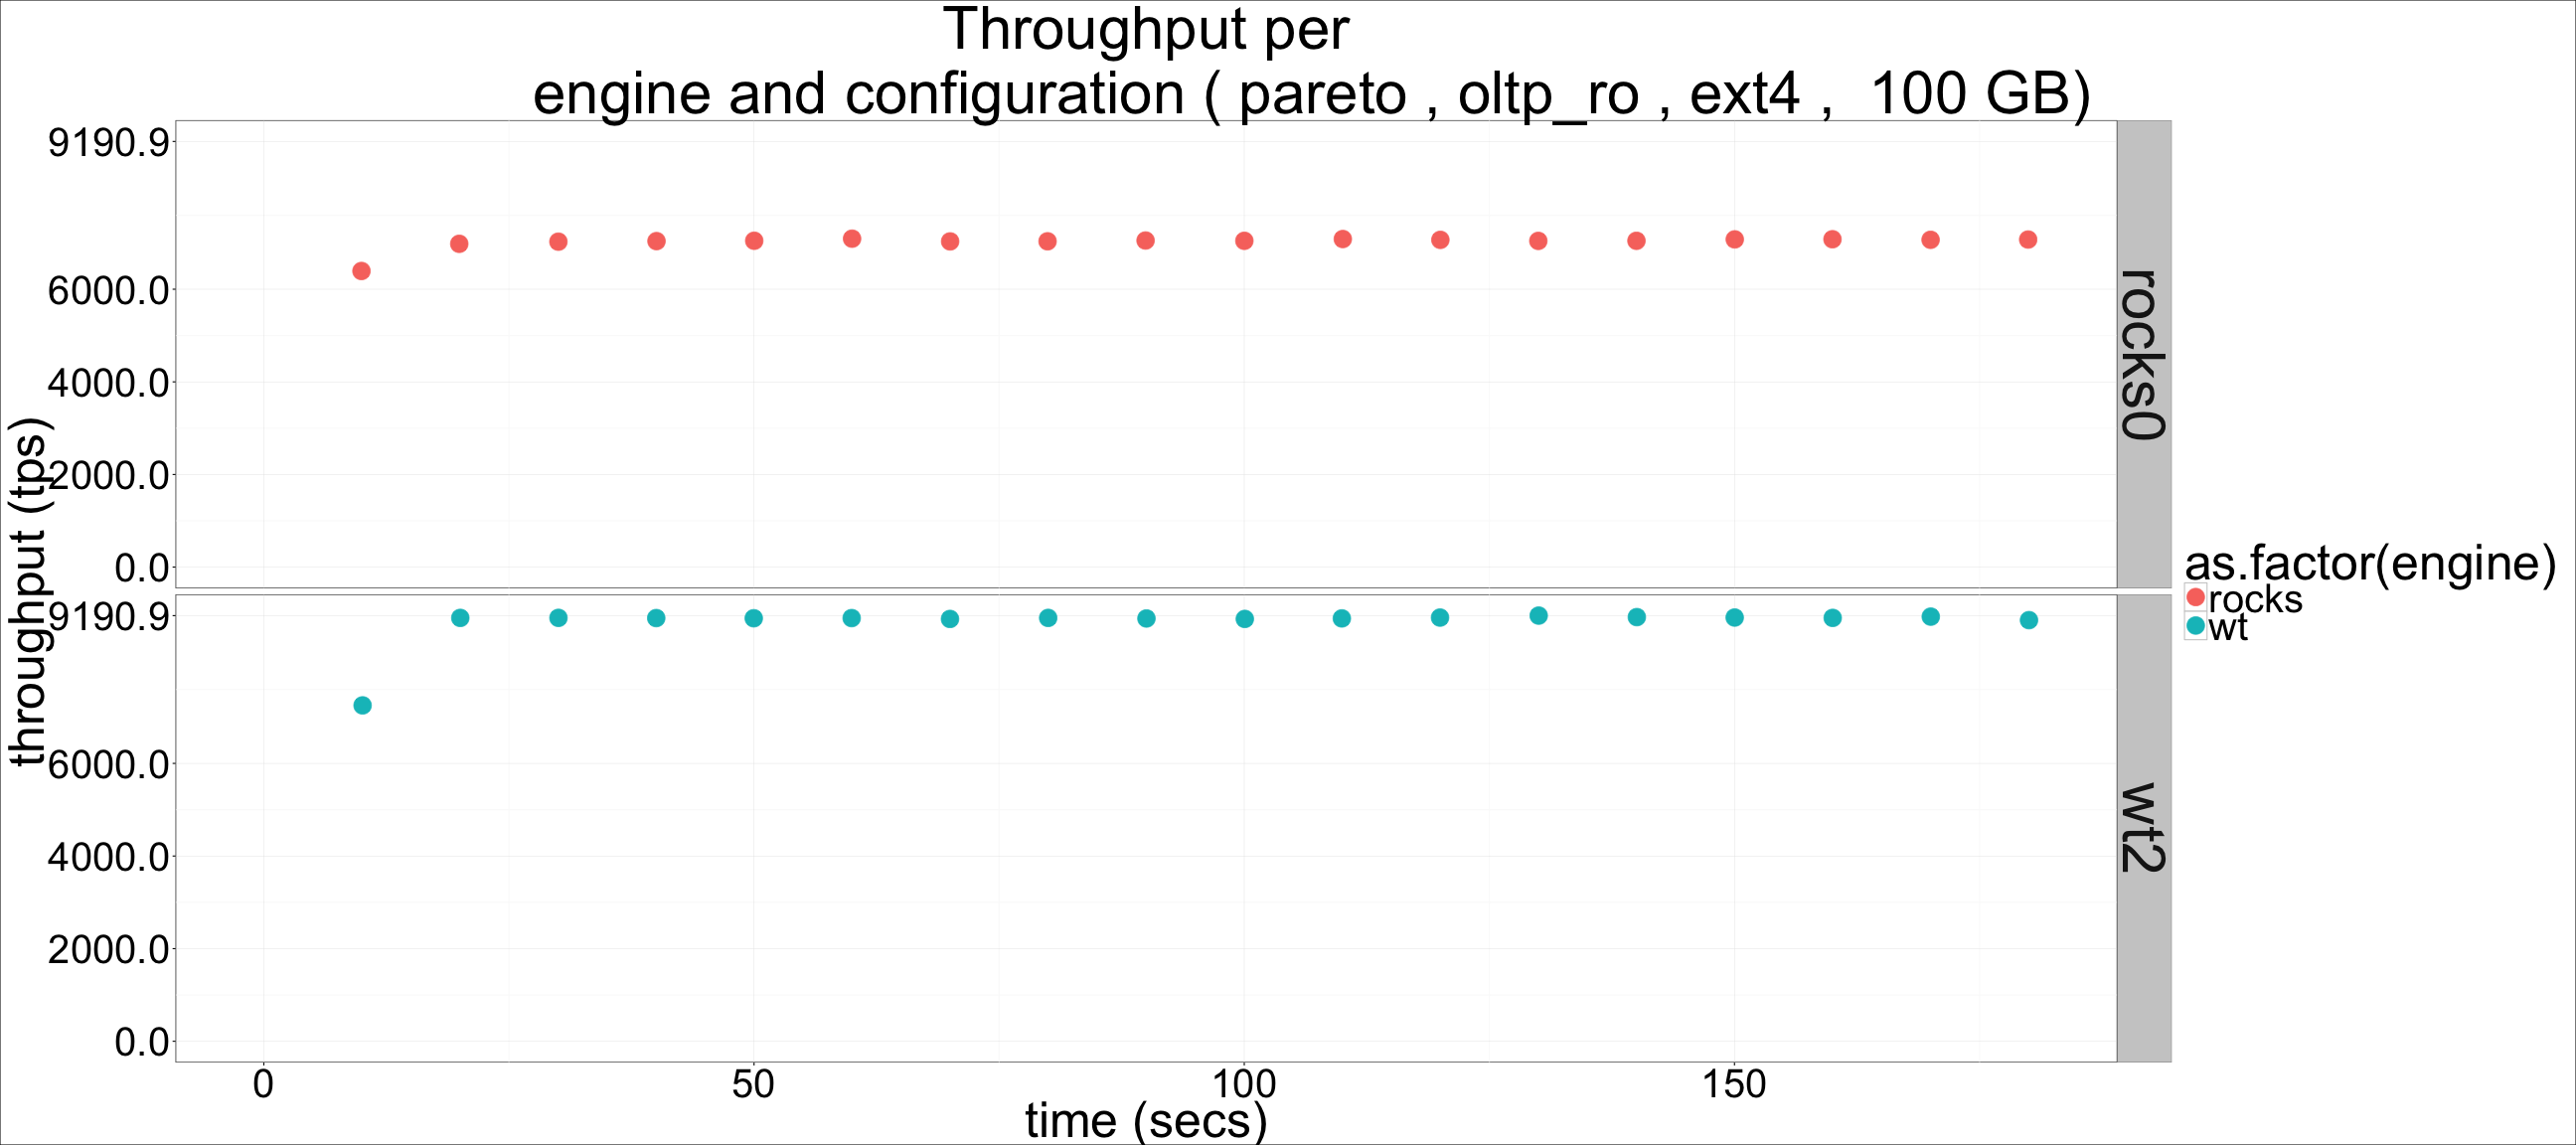 Throughput per
engine and configuration ( pareto , oltp_ro , ext4 ,  100 GB)
throughput (tps)
9190.9
6000.0
4000.0
2000.0
0.0
rocks0
9190.9
6000.0
4000.0
2000.0
0.0
wt2
0
50
100
150
time (secs)
as.factor(engine)
rocks
wt